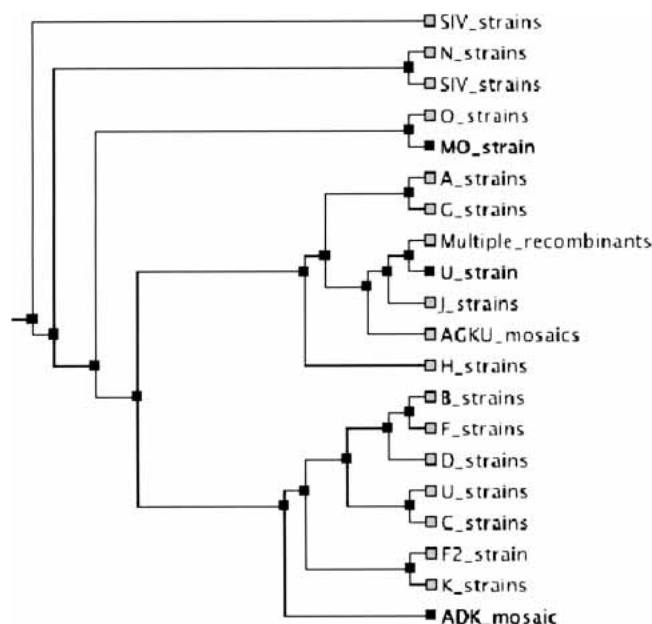 SIV_strains
N_strains
SIV_strains
O_strains
MO_strain
A_strains
G_strains
Multiple_recombinants
U_strain
J_strains
AGKU_mosaics
H_strains
B_strains
F_strains
D_strains
U_strains
C_strains
F2_strain
K_strains
ADK_mosaic